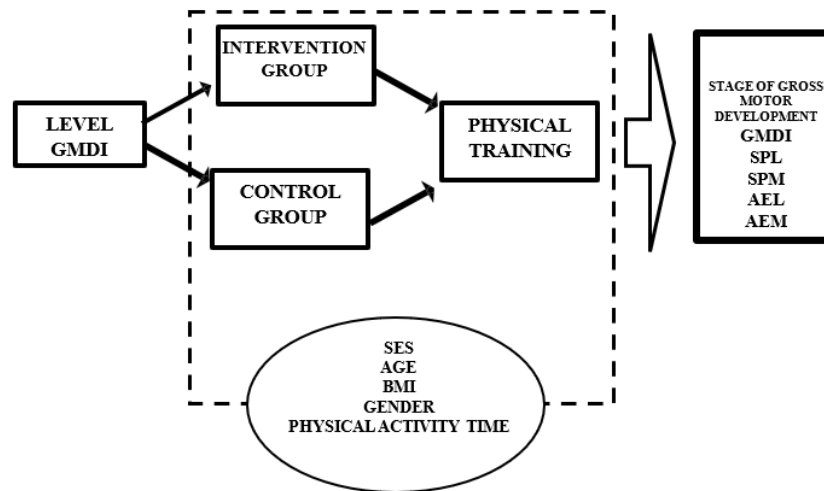 LEVEL
GMDI
INTERVENTION
GROUP
CONTROL
GROUP
PHYSICAL
TRAINING
STAGE OF GROSS
MOTOR
DEVELOPMENT
GMDI
SPL
SPM
AEL
AEM
SES
AGE
BMI
GENDER
PHYSICAL ACTIVITY TIME